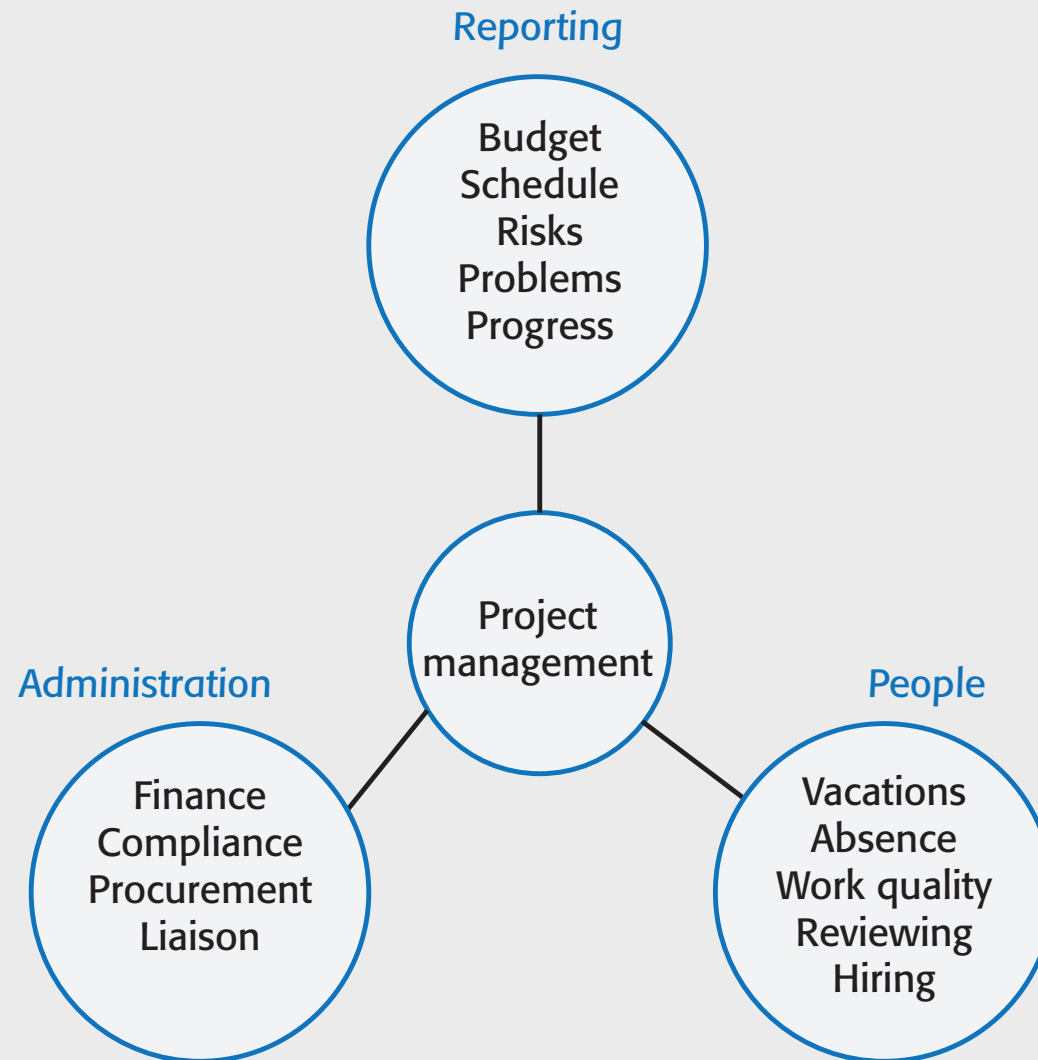 Reporting
Budget
Schedule
Risks
Problems
Progress
Project
management
Administration
Finance
Compliance
Procurement
Liaison
People
Vacations
Absence
Work quality
Reviewing
Hiring